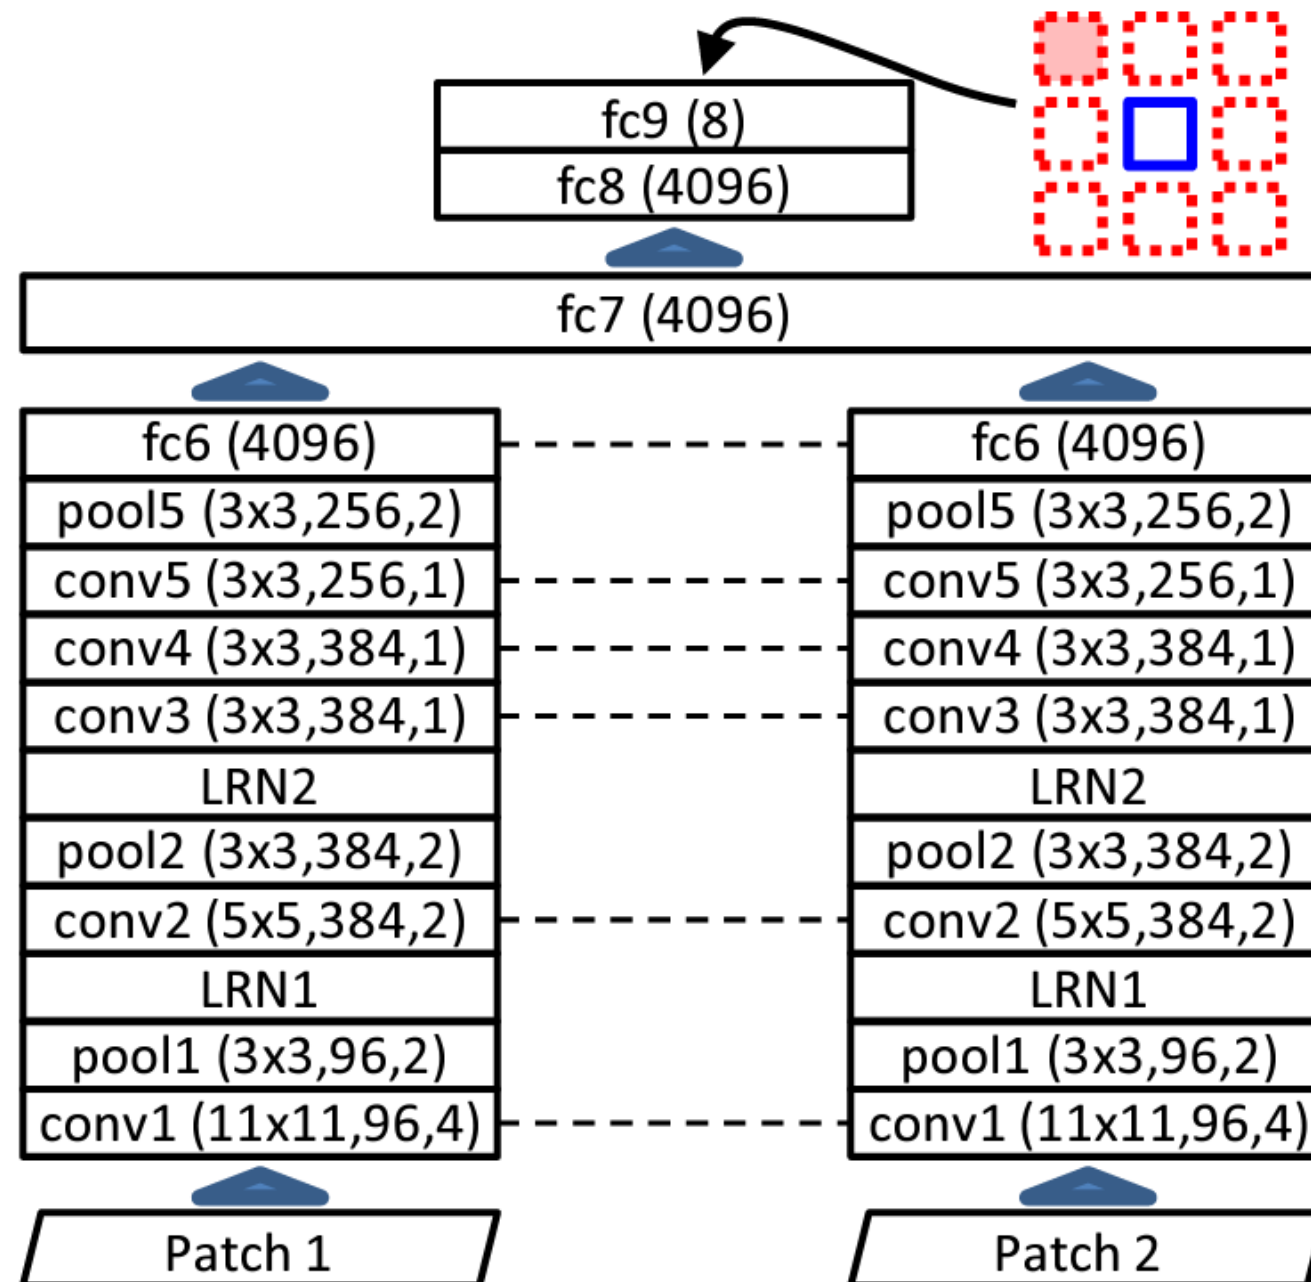 fc9 (8)
fc8 (4096)
fc7 (4096)
fc6 (4096)
pool5 (3x3,256,2)
conv5 (3x3,256,1)
conv4 (3x3,384,1)
conv3 (3x3,384,1)
LRN2
pool2 (3x3,384,2)
conv2 (5x5,384,2)
LRN1
pool1 (3x3,96,2)
conv1 (11x11,96,4)
Patch 1
fc6 (4096)
pool5 (3x3,256,2)
conv5 (3x3,256,1)
conv4 (3x3,384,1)
conv3 (3x3,384,1)
LRN2
pool2 (3x3,384,2)
conv2 (5x5,384,2)
LRN1
pool1 (3x3,96,2)
conv1 (11x11,96,4)
Patch 2